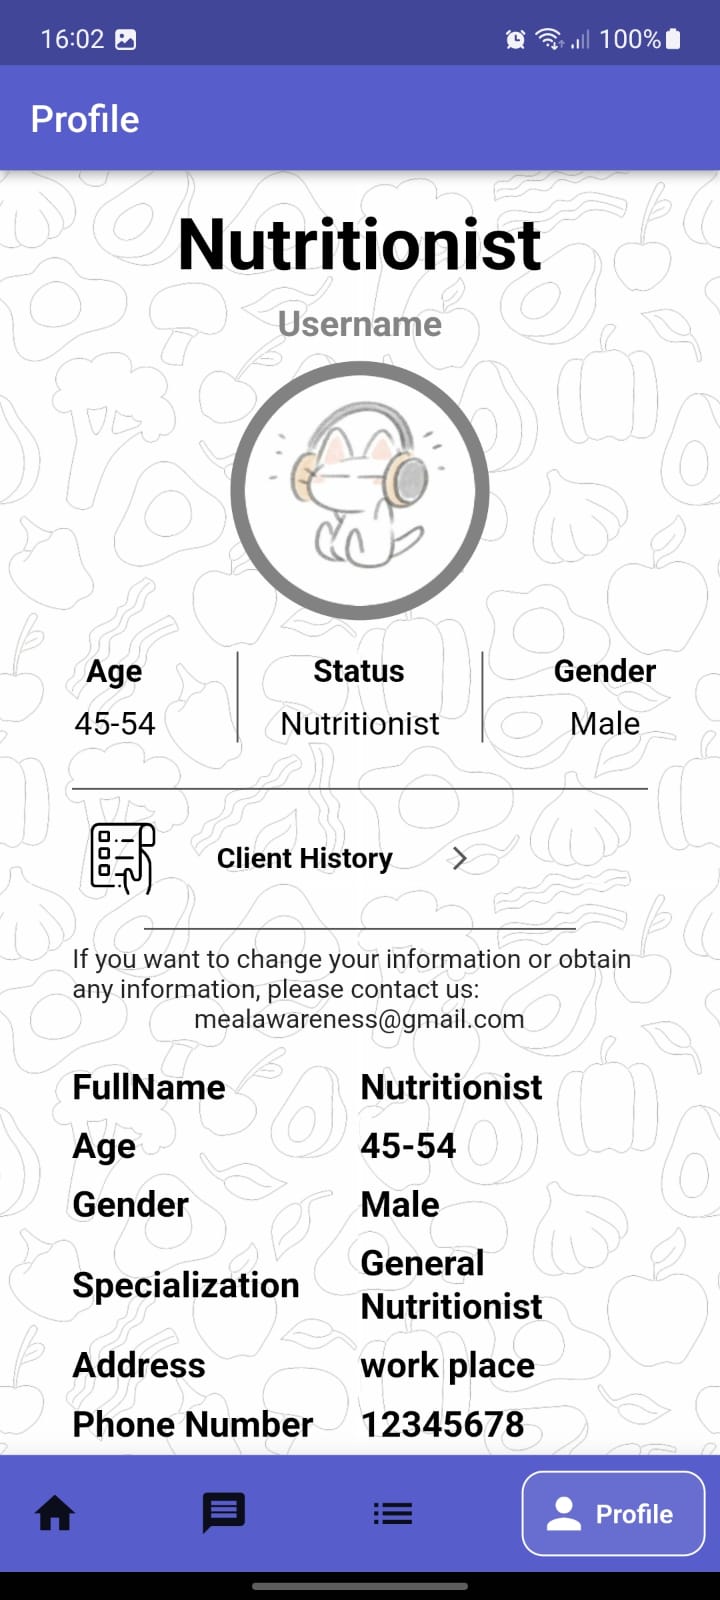 16:02 100%
Profile
Nutritionist
Username
Age Status Gender
45-54 Nutritionist Male
Client History
If you want to change your information or obtain
any information, please contact us:
mealawareness@gmail.com
FullName Nutritionist
Age 45-54
Gender Male
Specialization General
Nutritionist
Address work place
Phone Number 12345678
Profile